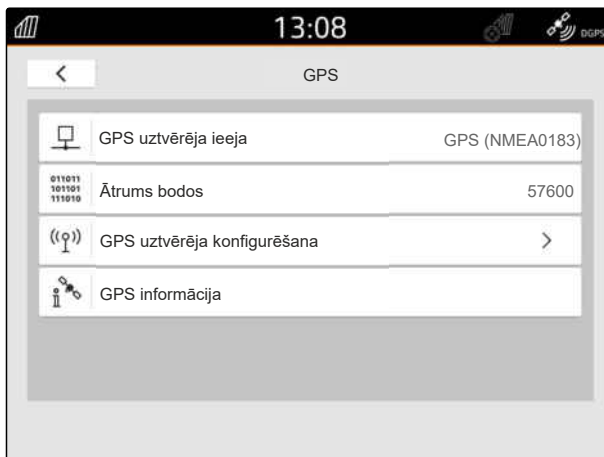 13:08
DGPS
GPS
GPS uztvērēja ieeja GPS (NMEA0183)
011011
101101
111010
Ātrums bodos 57600
GPS uztvērēja konfigurēšana
GPS informācija